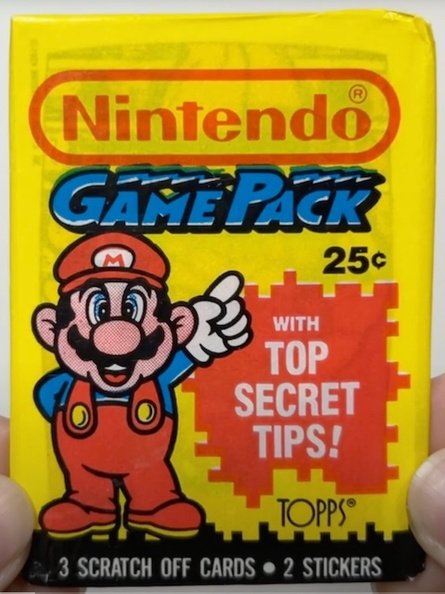 Nintendo®
GAME PACK
25¢
M
WITH
TOP
SECRET
TIPS!
TOPPS®
3 SCRATCH OFF CARDS • 2 STICKERS